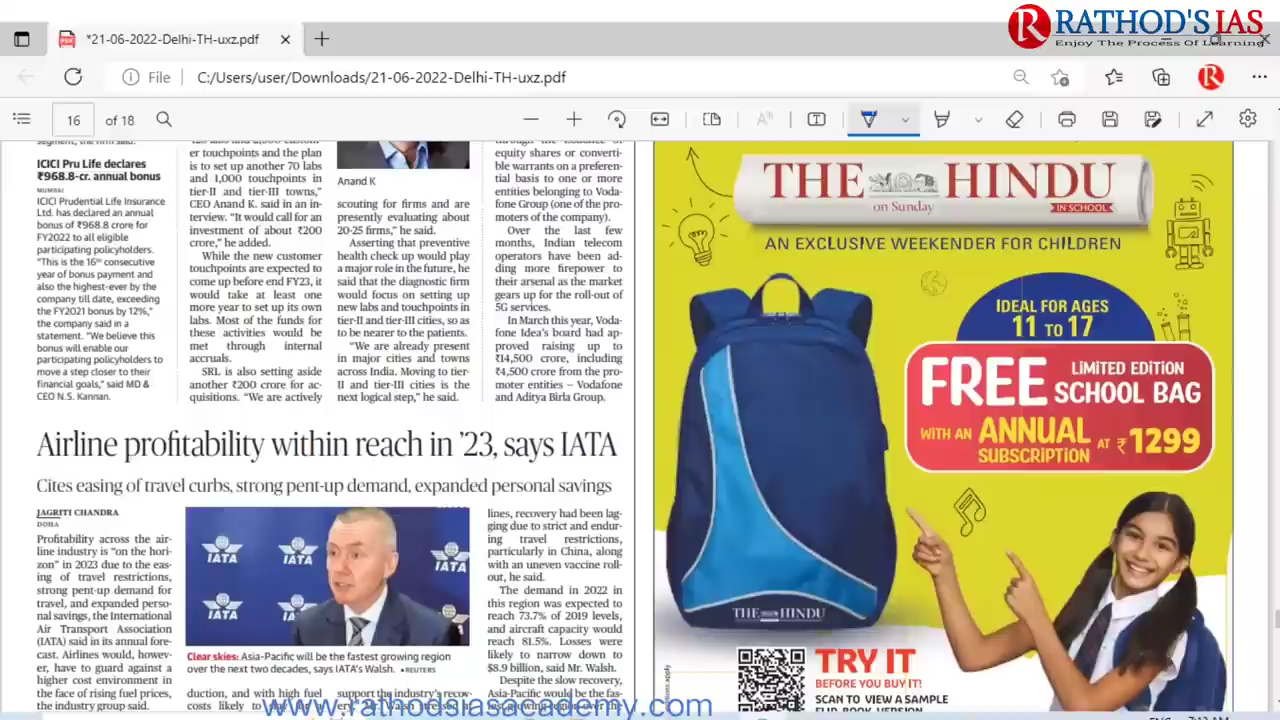 RATHOD'S IAS
Enjoy The Process Of Learning
*21-06-2022-Delhi-TH-uxz.pdf
File
C:/Users/user/Downloads/21-06-2022-Delhi-TH-uxz.pdf
16
of 18
ICICI Pru Life declares
₹968.8-cr. annual bonus
MUMBAI
ICICI Prudential Life Insurance
Ltd. has declared an annual
bonus of ₹968.8 crore for
FY2022 to all eligible
participating policyholders.
“This is the 16th consecutive
year of bonus payment and
also the highest-ever by the
company till date, exceeding
the FY2021 bonus by 12%,”
the company said in a
statement. “We believe this
bonus will enable our
participating policyholders to
move a step closer to their
financial goals,” said MD &
CEO N.S. Kannan.
er touchpoints and the plan
is to set up another 70 labs
and 1,000 touchpoints in
tier-II and tier-III towns,”
CEO Anand K. said in an in-
terview. “It would call for an
investment of about ₹200
crore,” he added.
While the new customer
touchpoints are expected to
come up before end FY23, it
would take at least one
more year to set up its own
labs. Most of the funds for
these activities would be
met through internal
accruals.
SRL is also setting aside
another ₹200 crore for ac-
quisitions. “We are actively
Anand K
scouting for firms and are
presently evaluating about
20-25 firms,” he said.
Asserting that preventive
health check up would play
a major role in the future, he
said that the diagnostic firm
would focus on setting up
new labs and touchpoints in
tier-II and tier-III cities, so as
to be nearer to the patients.
“We are already present
in major cities and towns
across India. Moving to tier-
II and tier-III cities is the
next logical step,” he said.
through the issuance of
equity shares or converti-
ble warrants on a preferen-
tial basis to one or more
entities belonging to Voda-
fone Group (one of the pro-
moters of the company).
Over the last few
months, Indian telecom
operators have been ad-
ding more firepower to
their arsenal as the market
gears up for the roll-out of
5G services.
In March this year, Voda-
fone Idea's board had ap-
proved raising up to
₹14,500 crore, including
₹4,500 crore from the pro-
moter entities – Vodafone
and Aditya Birla Group.
Airline profitability within reach in ’23, says IATA
Cites easing of travel curbs, strong pent-up demand, expanded personal savings
JAGRITI CHANDRA
DOHA
Profitability across the air-
line industry is “on the hori-
zon” in 2023 due to the eas-
ing of travel restrictions,
strong pent-up demand for
travel, and expanded perso-
nal savings, the International
Air Transport Association
(IATA) said in its annual fore-
cast. Airlines would, howev-
er, have to guard against a
higher cost environment in
the face of rising fuel prices,
the industry group said.
IATA
IATA
IATA
IATA
IATA
Clear skies: Asia-Pacific will be the fastest growing region
over the next two decades, says IATA's Walsh. • REUTERS
duction, and with high fuel
support the industry's recov-
lines, recovery had been lag-
ging due to strict and endur-
ing travel restrictions,
particularly in China, along
with an uneven vaccine roll-
out, he said.
The demand in 2022 in
this region was expected to
reach 73.7% of 2019 levels,
and aircraft capacity would
reach 81.5%. Losses were
likely to narrow down to
$8.9 billion, said Mr. Walsh.
Despite the slow recovery,
Asia-Pacific would be the fas-
THE HINDU
on Sunday
IN SCHOOL
AN EXCLUSIVE WEEKENDER FOR CHILDREN
IDEAL FOR AGES
11 TO 17
FREE LIMITED EDITION
SCHOOL BAG
WITH AN ANNUAL
SUBSCRIPTION AT ₹ 1299
THE HINDU
TRY IT
BEFORE YOU BUY IT!
SCAN TO VIEW A SAMPLE
FLIP-BOOK VERSION
www.rathodsiasacademy.com